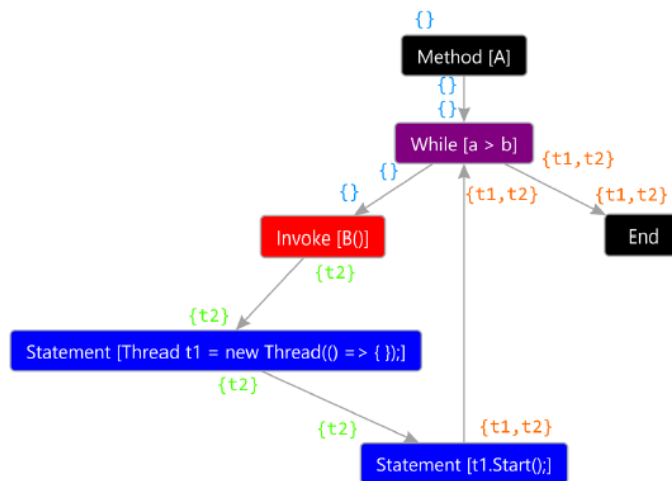 {}
Method [A]
{}
{}
While [a > b]
{t1,t2}
{}
{}
{t1,t2}
{t1,t2}
Invoke [B()]
End
{t2}
{t2}
Statement [Thread t1 = new Thread(() => { });]
{t2}
{t2}
{t1,t2}
Statement [t1.Start();]